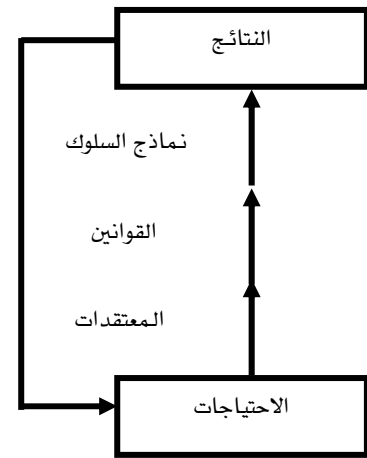 النتائج
نماذج السلوك
القوانين
المعتقدات
الاحتياجات